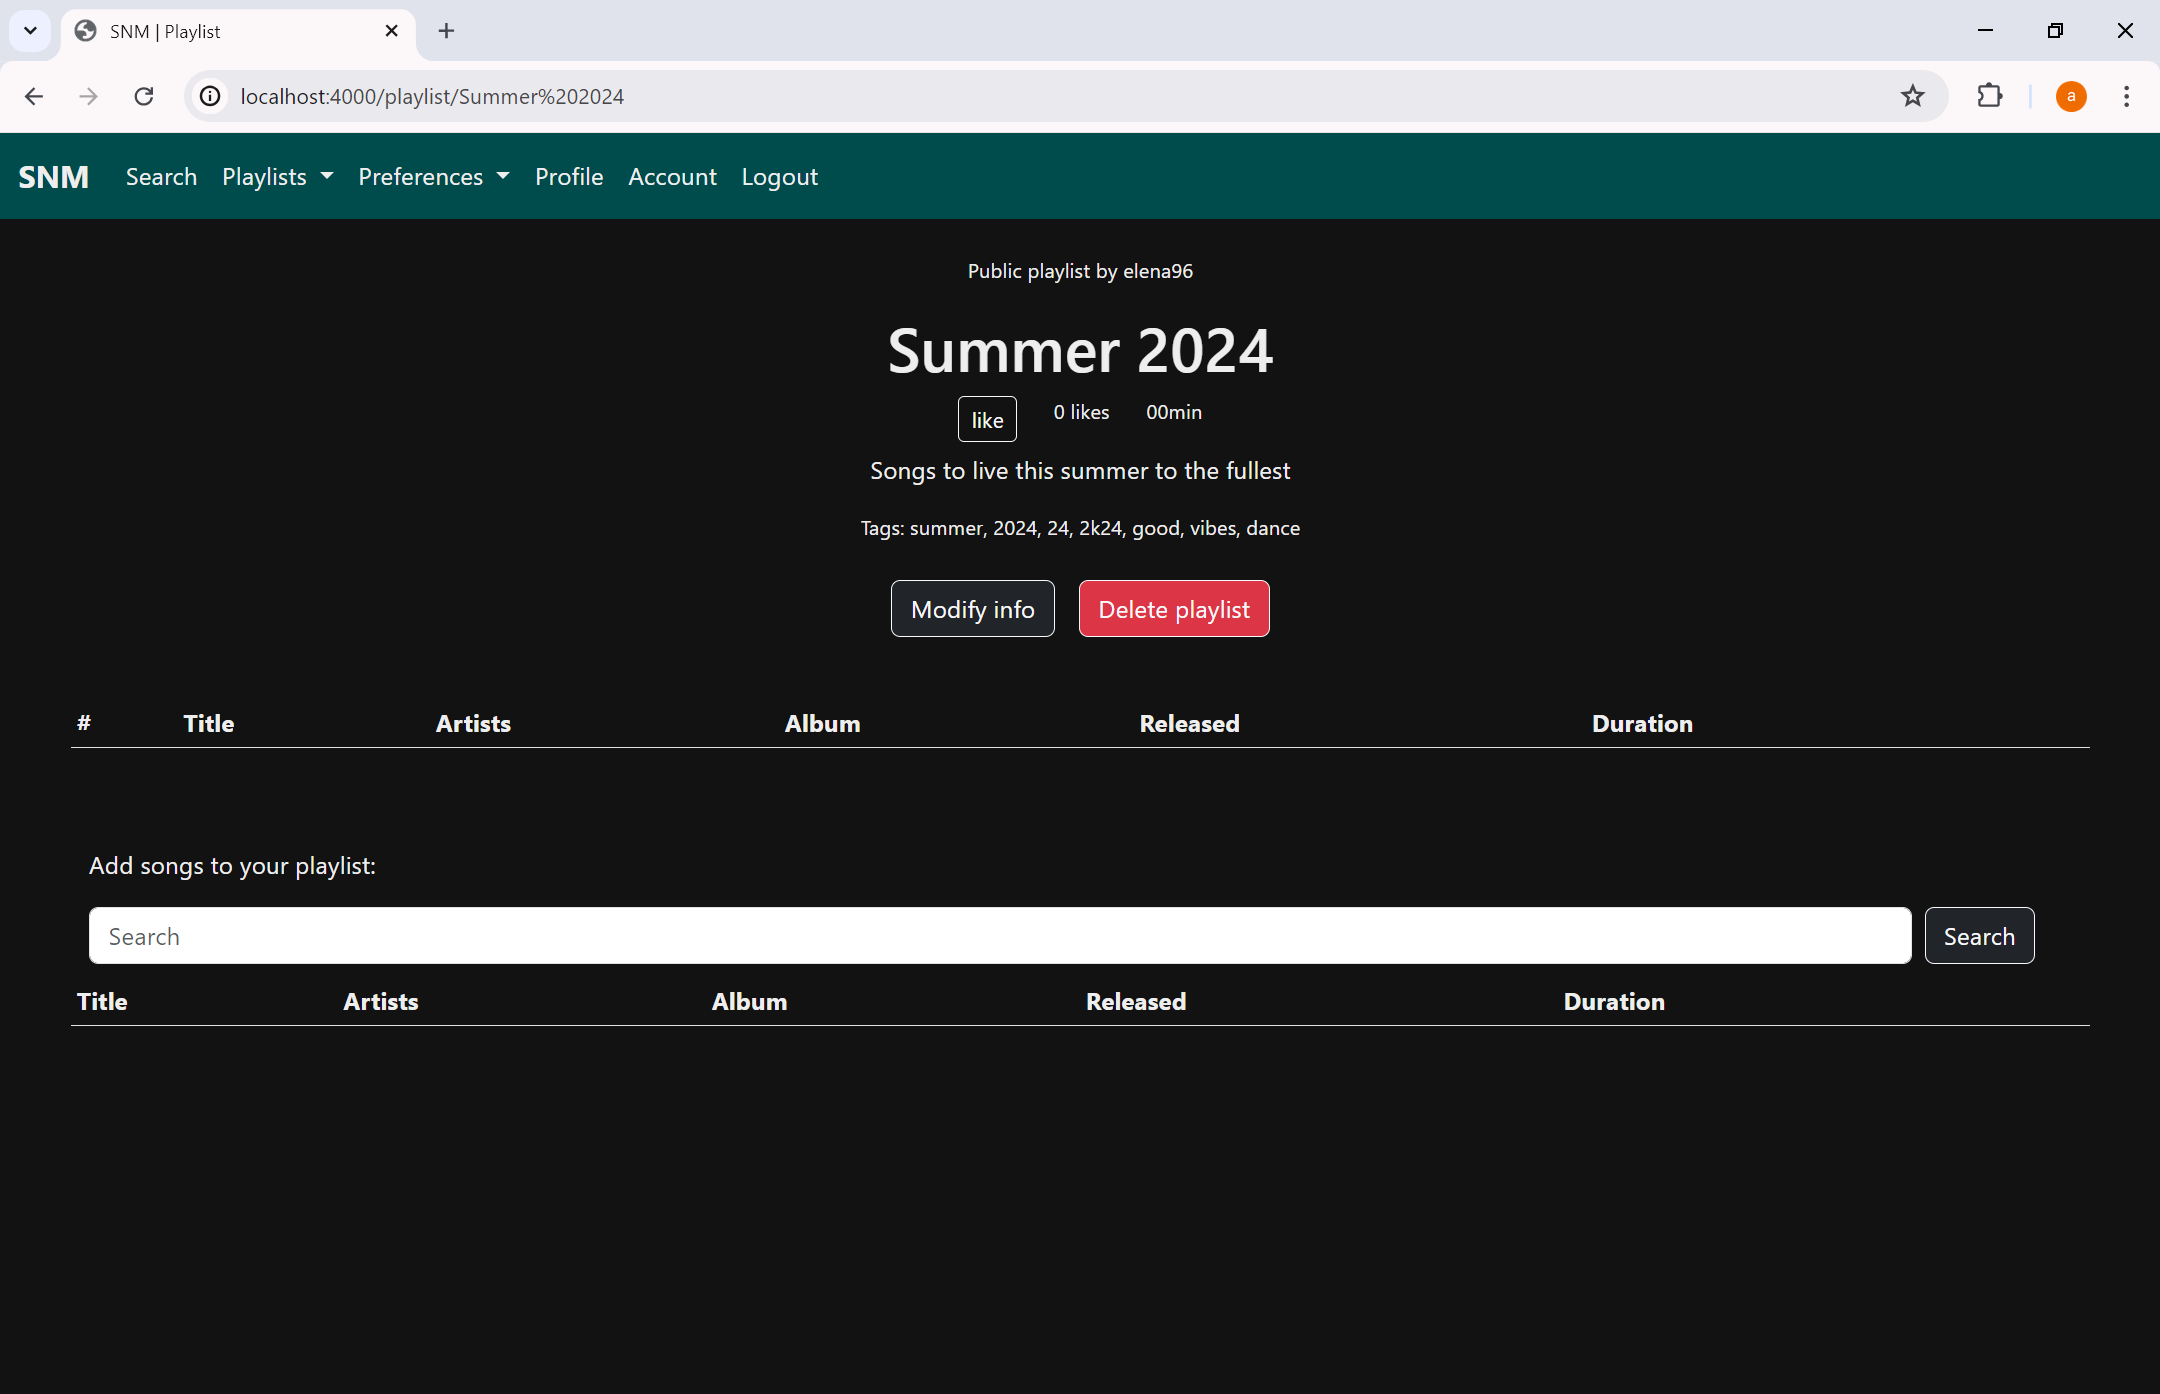 SNM | Playlist
localhost:4000/playlist/Summer%202024
a
SNM Search Playlists Preferences Profile Account Logout
Public playlist by elena96
Summer 2024
like 0 likes 00min
Songs to live this summer to the fullest
Tags: summer, 2024, 24, 2k24, good, vibes, dance
Modify info Delete playlist
# Title Artists Album Released Duration
Add songs to your playlist:
Search Search
Title Artists Album Released Duration